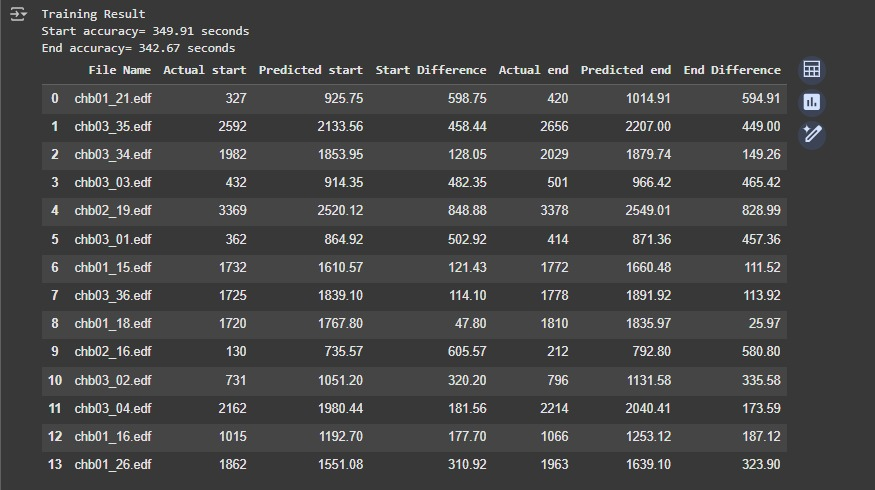 Training Result
Start accuracy= 349.91 seconds
End accuracy= 342.67 seconds
File Name Actual start Predicted start Start Difference Actual end Predicted end End Difference
0 chb01_21.edf 327 925.75 598.75 420 1014.91 594.91
1 chb03_35.edf 2592 2133.56 458.44 2656 2207.00 449.00
2 chb03_34.edf 1982 1853.95 128.05 2029 1879.74 149.26
3 chb03_03.edf 432 914.35 482.35 501 966.42 465.42
4 chb02_19.edf 3369 2520.12 848.88 3378 2549.01 828.99
5 chb03_01.edf 362 864.92 502.92 414 871.36 457.36
6 chb01_15.edf 1732 1610.57 121.43 1772 1660.48 111.52
7 chb03_36.edf 1725 1839.10 114.10 1778 1891.92 113.92
8 chb01_18.edf 1720 1767.80 47.80 1810 1835.97 25.97
9 chb02_16.edf 130 735.57 605.57 212 792.80 580.80
10 chb03_02.edf 731 1051.20 320.20 796 1131.58 335.58
11 chb03_04.edf 2162 1980.44 181.56 2214 2040.41 173.59
12 chb01_16.edf 1015 1192.70 177.70 1066 1253.12 187.12
13 chb01_26.edf 1862 1551.08 310.92 1963 1639.10 323.90